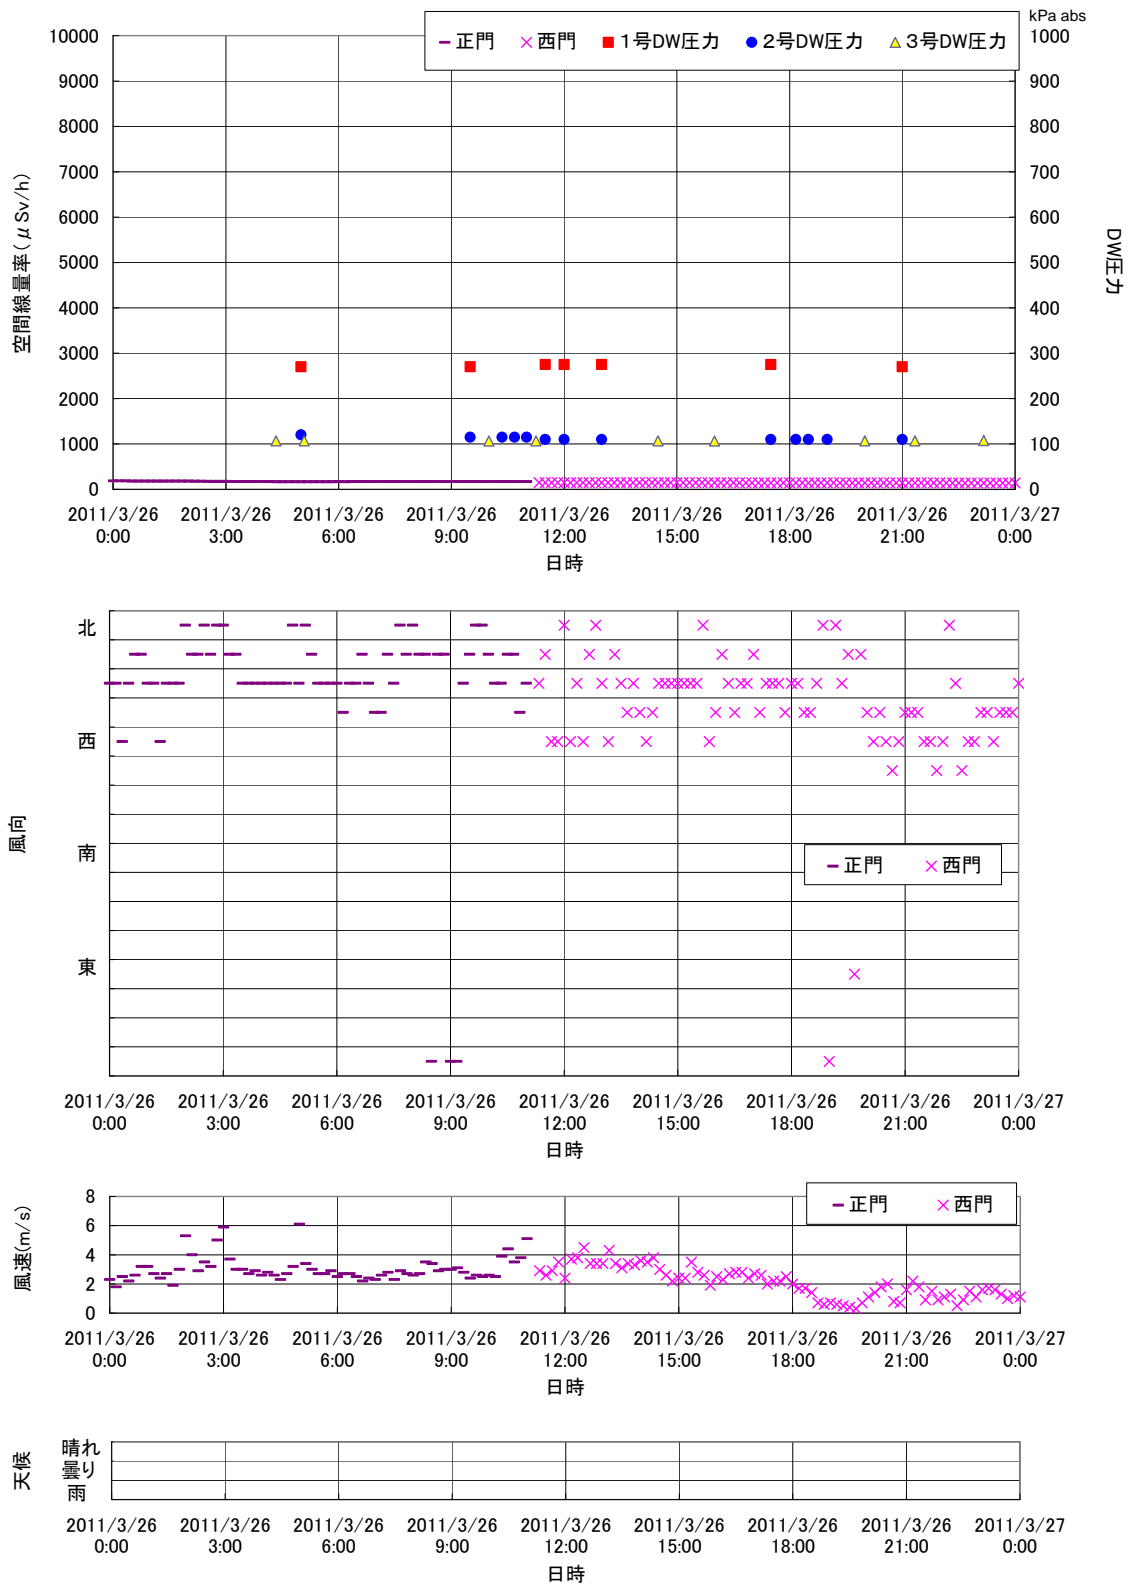 kPa abs
正門 西門 1号DW圧力 2号DW圧力 3号DW圧力
10000 1000
9000 900
8000 800
7000 700
6000 600
5000 500
4000 400
3000 300
2000 200
1000 100
0 0
空間線量率(μSv/h)
DW圧力
2011/3/26 2011/3/26 2011/3/26 2011/3/26 2011/3/26 2011/3/26 2011/3/26 2011/3/26 2011/3/27
0:00 3:00 6:00 9:00 12:00 15:00 18:00 21:00 0:00
日時
北
西
南
東
風向
正門 西門
2011/3/26 2011/3/26 2011/3/26 2011/3/26 2011/3/26 2011/3/26 2011/3/26 2011/3/26 2011/3/27
0:00 3:00 6:00 9:00 12:00 15:00 18:00 21:00 0:00
日時
正門 西門
8
6
4
2
0
風速(m/s)
2011/3/26 2011/3/26 2011/3/26 2011/3/26 2011/3/26 2011/3/26 2011/3/26 2011/3/26 2011/3/27
0:00 3:00 6:00 9:00 12:00 15:00 18:00 21:00 0:00
日時
天候
晴れ
曇り
雨
2011/3/26 2011/3/26 2011/3/26 2011/3/26 2011/3/26 2011/3/26 2011/3/26 2011/3/26 2011/3/27
0:00 3:00 6:00 9:00 12:00 15:00 18:00 21:00 0:00
日時